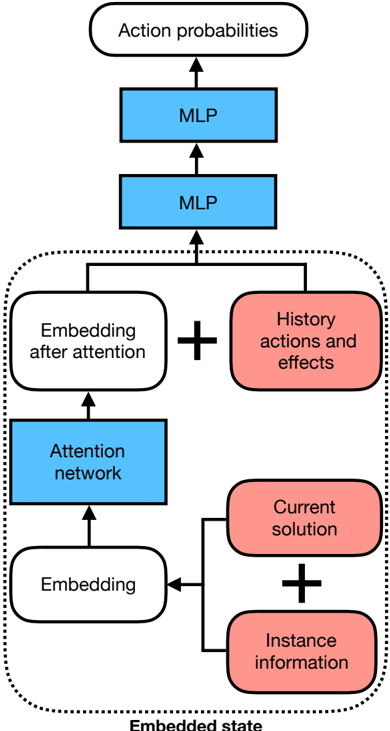 Action probabilities
MLP
MLP
Embedding
after attention
+
History
actions and
effects
Attention
network
Current
solution
Embedding
+
Instance
information
Embedded state